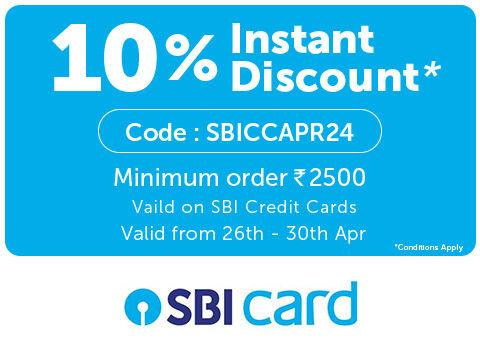 10% Instant
Discount*
Code : SBICCAPR24
Minimum order ₹2500
Vaild on SBI Credit Cards
Valid from 26th - 30th Apr
*Conditions Apply
SBI card